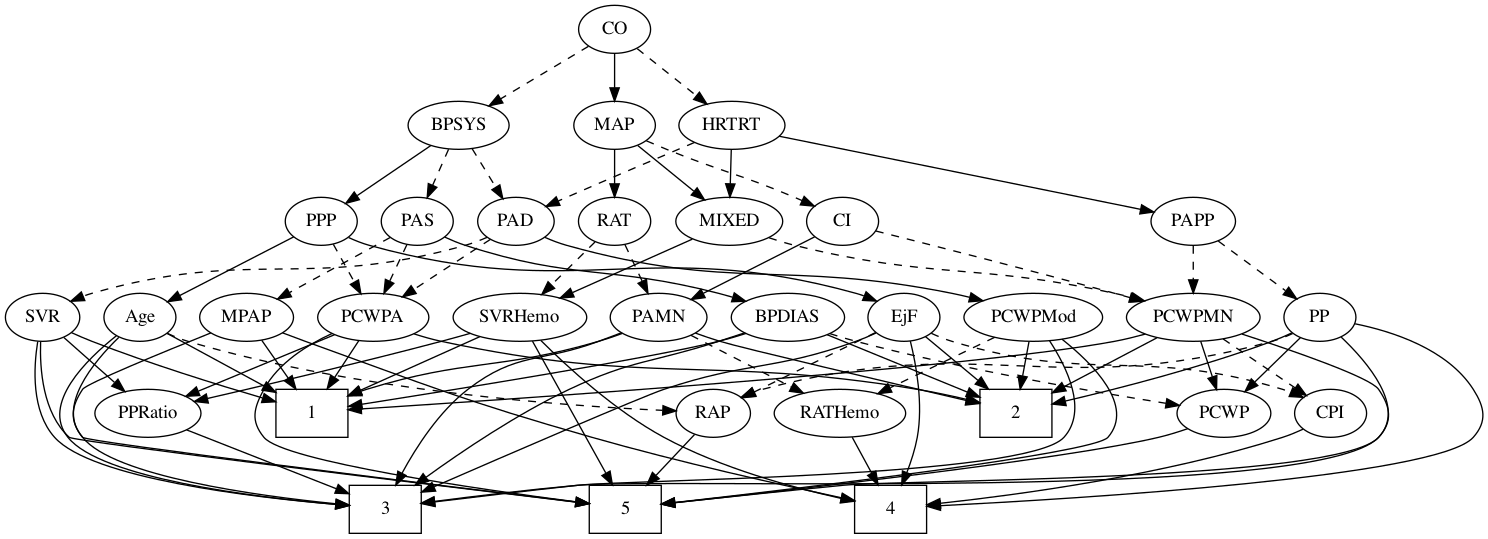 CO
BPSYS
MAP
HRTRT
PPP
PAS
PAD
RAT
MIXED
CI
PAPP
SVR
Age
MPAP
PCWPA
SVRHemo
PAMN
BPDIAS
EjF
PCWPMod
PCWPMN
PP
PPRatio
1
RAP
RATHemo
2
PCWP
CPI
3
5
4